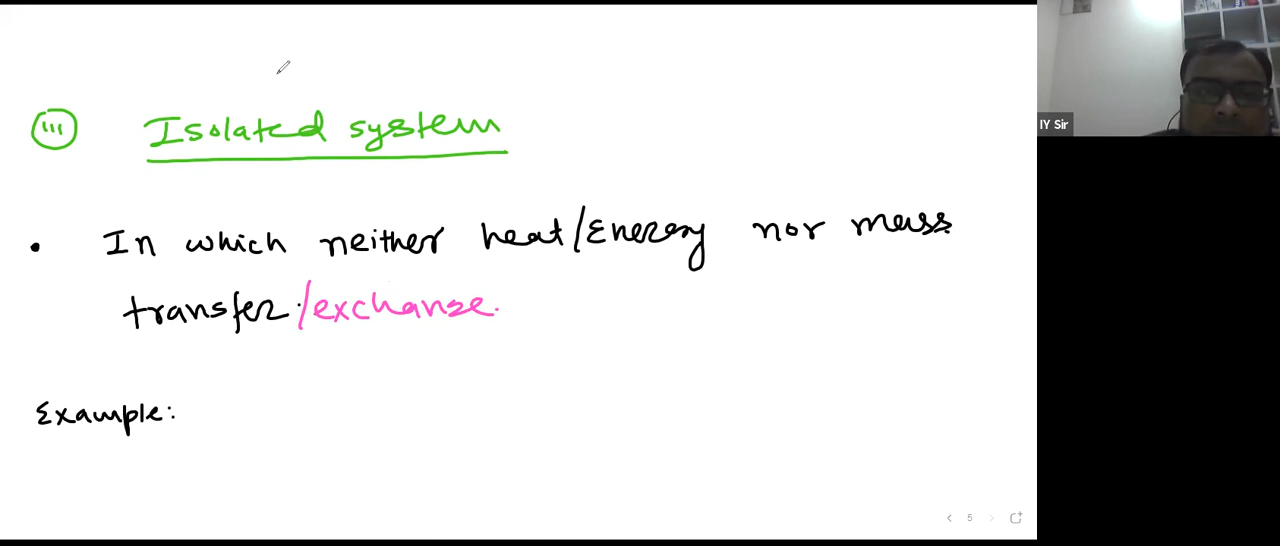 (iii) Isolated system
• In which neither heat/Energy nor mass
transfer/exchange.
Example:
IY Sir
5